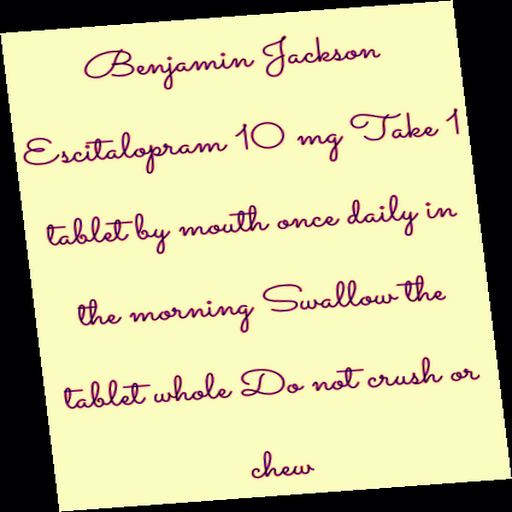 Benjamin Jackson
Escitalopram 10 mg Take 1
tablet by mouth once daily in
the morning Swallow the
tablet whole Do not crush or
chew